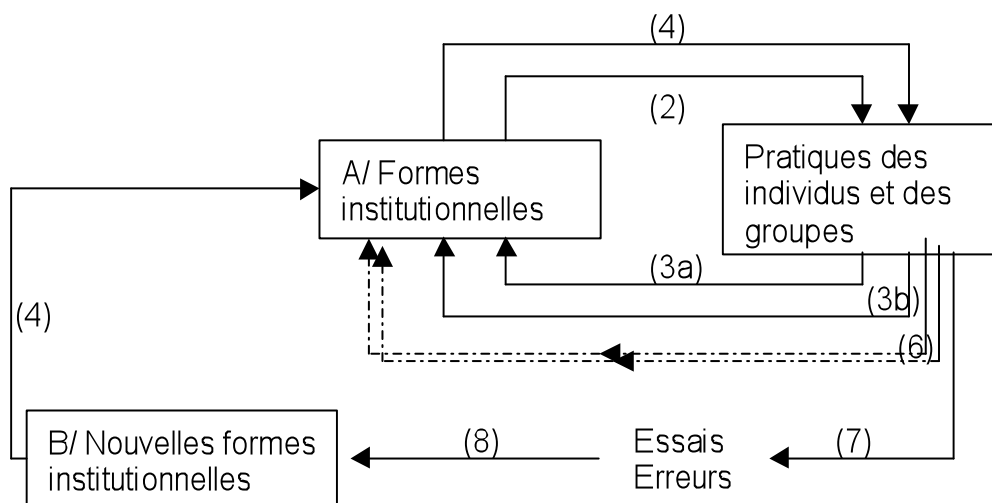 (4)
(2)
A/ Formes
institutionnelles
Pratiques des
individus et des
groupes
(3a)
(3b)
(4)
(6)
B/ Nouvelles formes
institutionnelles
(8)
Essais
Erreurs
(7)